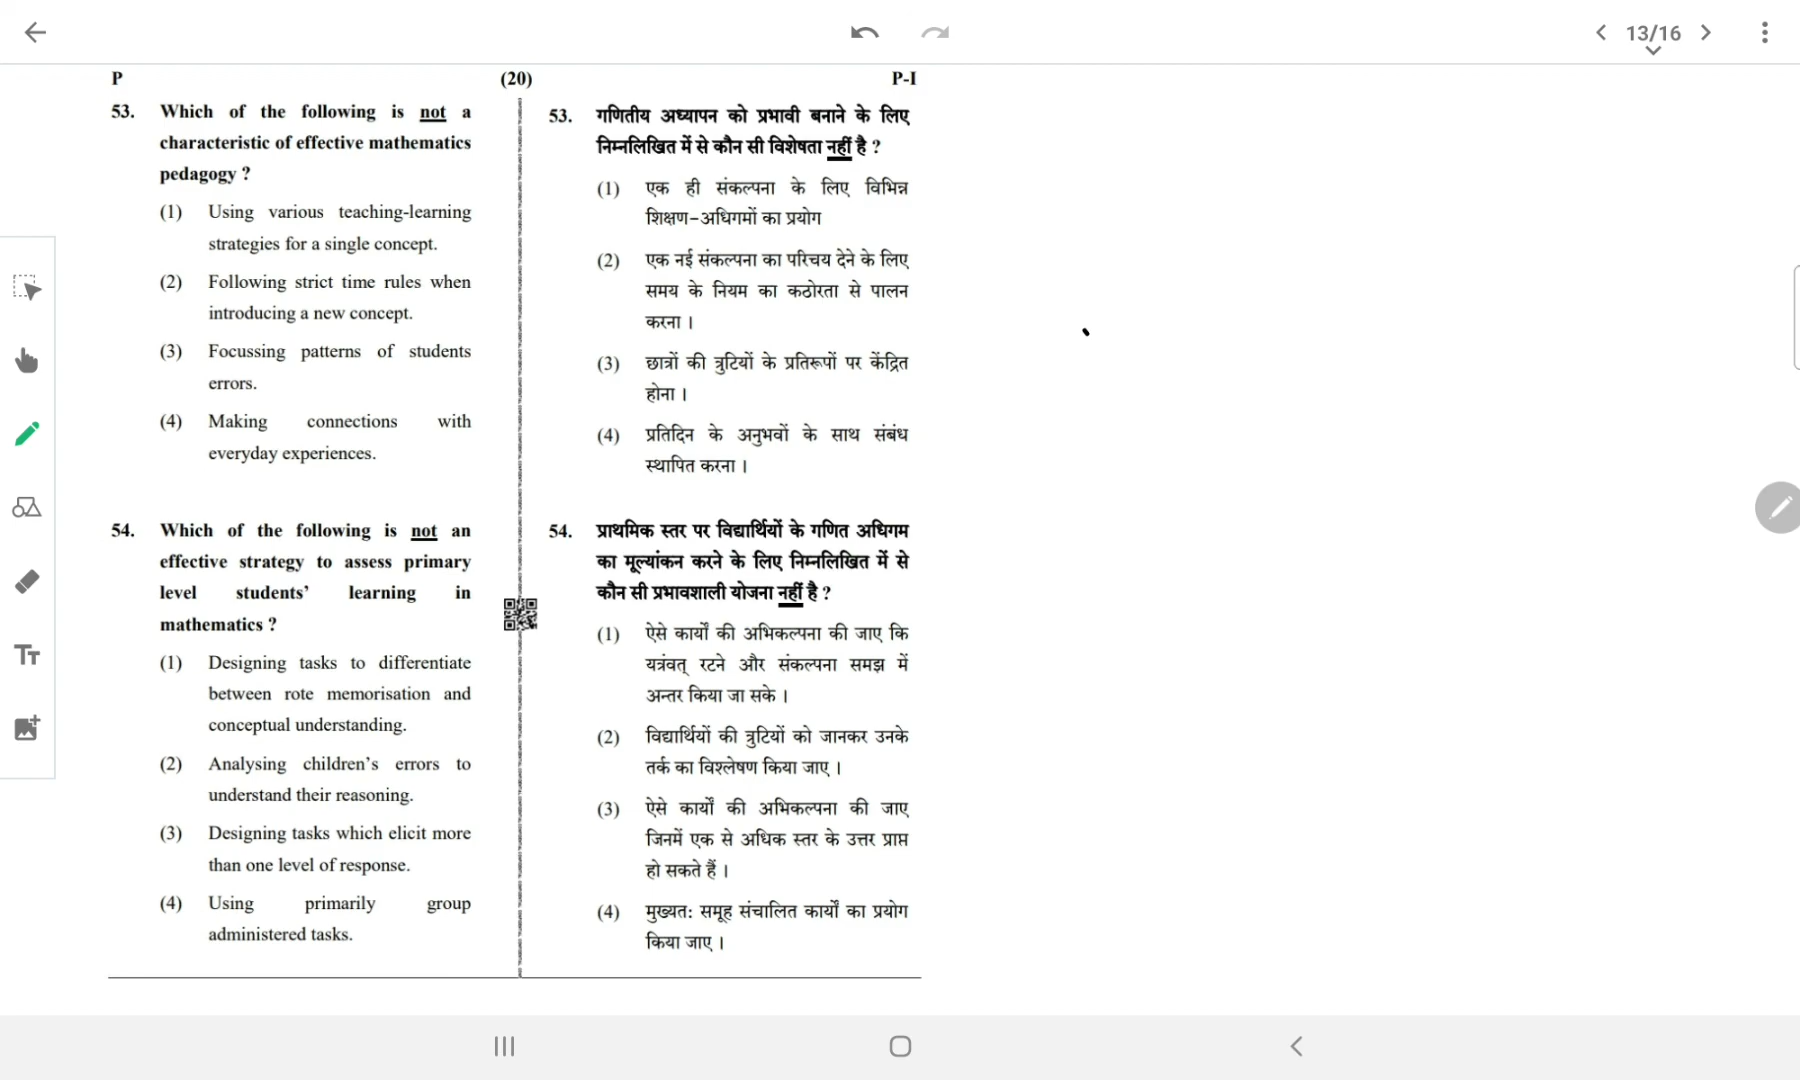 13/16
P
(20)
P-I
53. Which of the following is not a
characteristic of effective mathematics
pedagogy ?
(1) Using various teaching-learning
strategies for a single concept.
(2) Following strict time rules when
introducing a new concept.
(3) Focussing patterns of students
errors.
(4) Making connections with
everyday experiences.
54. Which of the following is not an
effective strategy to assess primary
level students’ learning in
mathematics ?
(1) Designing tasks to differentiate
between rote memorisation and
conceptual understanding.
(2) Analysing children’s errors to
understand their reasoning.
(3) Designing tasks which elicit more
than one level of response.
(4) Using primarily group
administered tasks.
53. गणितीय अध्यापन को प्रभावी बनाने के लिए
निम्नलिखित में से कौन सी विशेषता नहीं है ?
(1) एक ही संकल्पना के लिए विभिन्न
शिक्षण-अधिगमों का प्रयोग
(2) एक नई संकल्पना का परिचय देने के लिए
समय के नियम का कठोरता से पालन
करना ।
(3) छात्रों की त्रुटियों के प्रतिरूपों पर केंद्रित
होना ।
(4) प्रतिदिन के अनुभवों के साथ संबंध
स्थापित करना ।
54. प्राथमिक स्तर पर विद्यार्थियों के गणित अधिगम
का मूल्यांकन करने के लिए निम्नलिखित में से
कौन सी प्रभावशाली योजना नहीं है ?
(1) ऐसे कार्यों की अभिकल्पना की जाए कि
यत्रंवत् रटने और संकल्पना समझ में
अन्तर किया जा सके ।
(2) विद्यार्थियों की त्रुटियों को जानकर उनके
तर्क का विश्लेषण किया जाए ।
(3) ऐसे कार्यों की अभिकल्पना की जाए
जिनमें एक से अधिक स्तर के उत्तर प्राप्त
हो सकते हैं ।
(4) मुख्यत: समूह संचालित कार्यों का प्रयोग
किया जाए ।